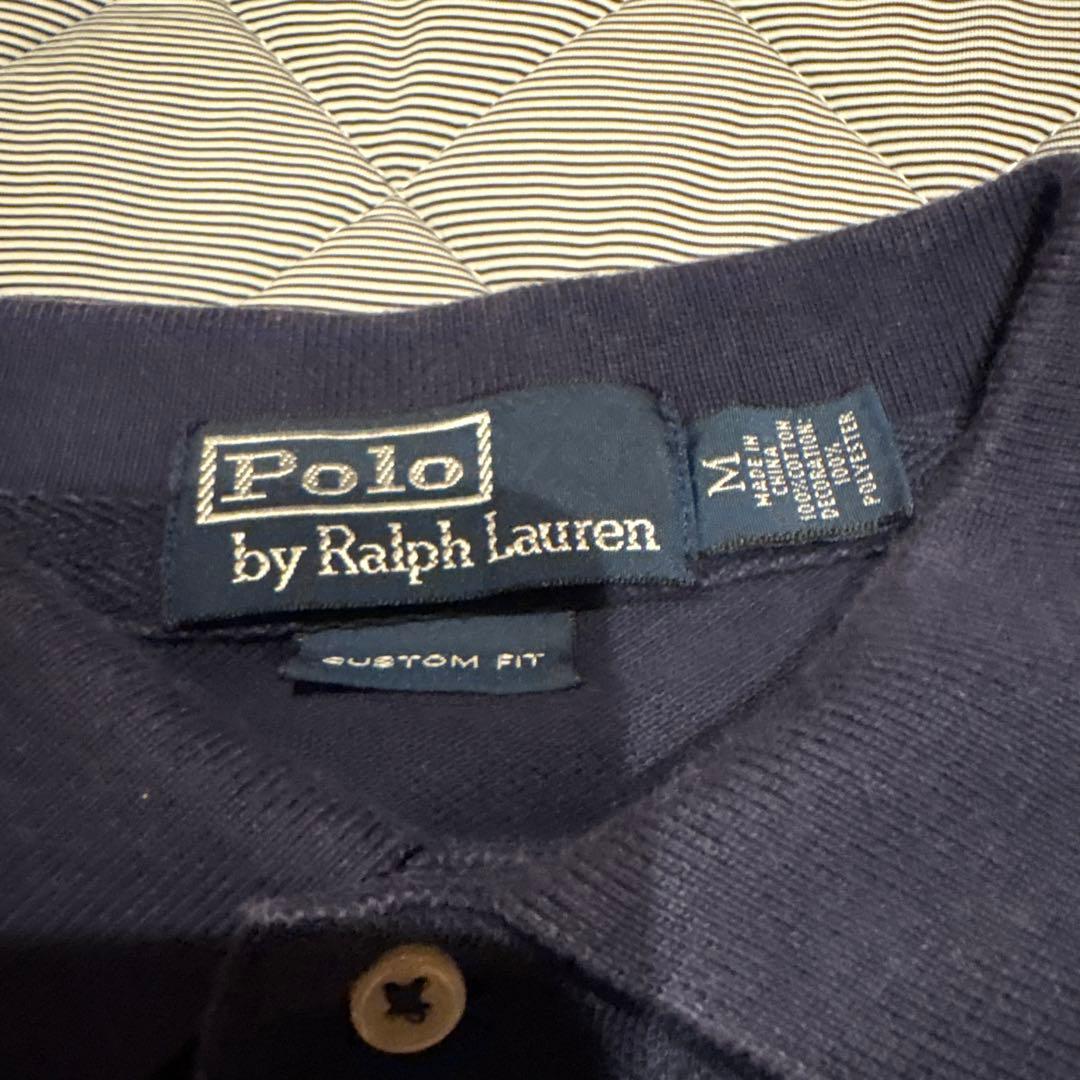 Polo
by Ralph Lauren
CUSTOM FIT
M
MADE IN
CHINA
100%COTTON
DECORATION:
100%
POLYESTER